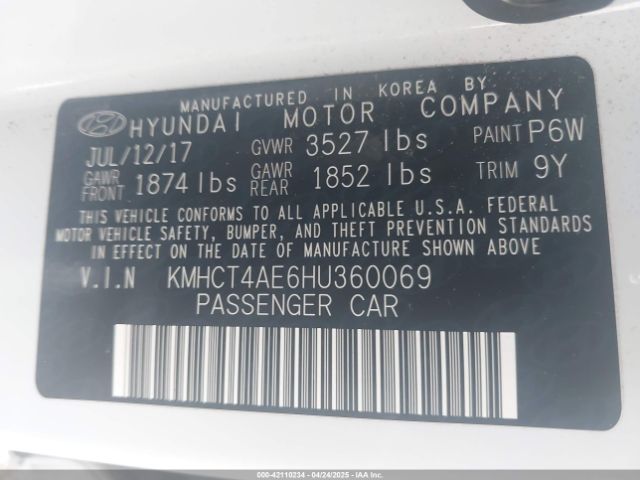 MANUFACTURED IN KOREA BY
HYUNDAI MOTOR COMPANY
JUL/12/17 GVWR 3527 lbs PAINT P6W
GAWR FRONT 1874 lbs GAWR REAR 1852 lbs TRIM 9Y
THIS VEHICLE CONFORMS TO ALL APPLICABLE U.S.A. FEDERAL
MOTOR VEHICLE SAFETY, BUMPER, AND THEFT PREVENTION STANDARDS
IN EFFECT ON THE DATE OF MANUFACTURE SHOWN ABOVE
V.I.N KMHCT4AE6HU360069
PASSENGER CAR
000-42110234 - 04/24/2025 - IAAI.COM